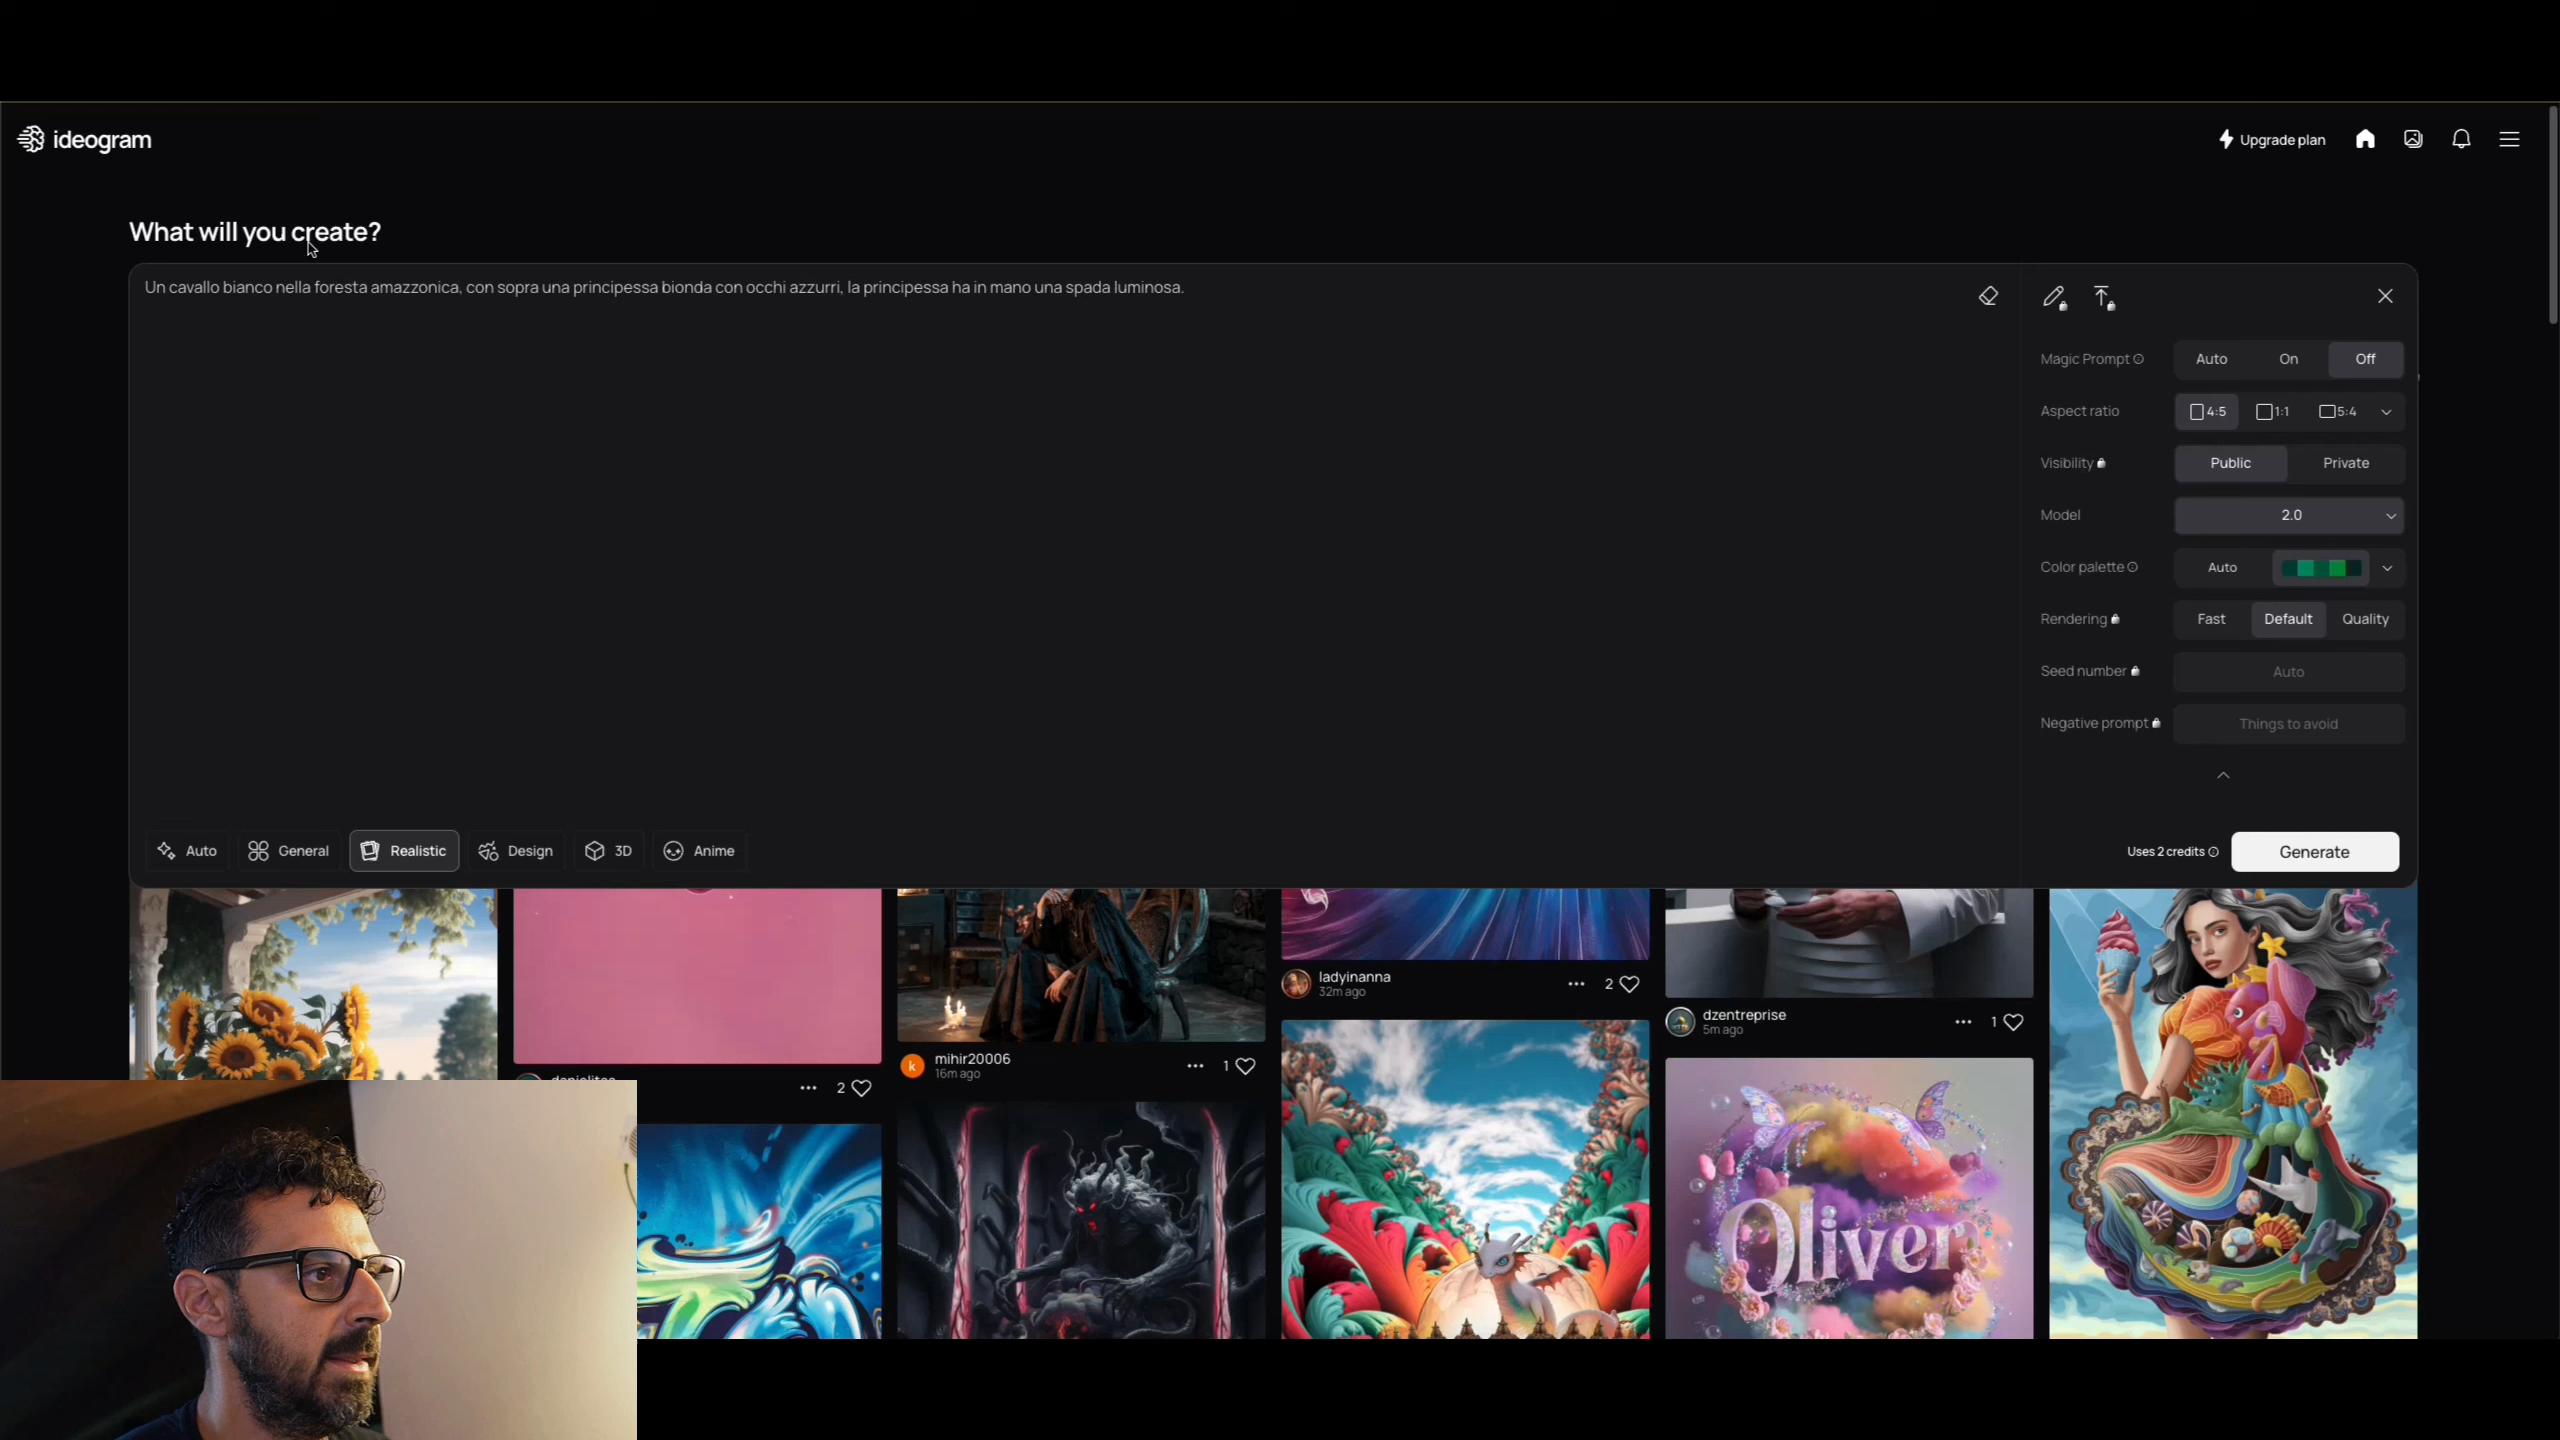 ideogram
Upgrade plan
What will you create?
Un cavallo bianco nella foresta amazzonica, con sopra una principessa bionda con occhi azzurri, la principessa ha in mano una spada luminosa.
Magic Prompt Auto On Off
Aspect ratio 4:5 1:1 5:4
Visibility Public Private
Model 2.0
Color palette Auto
Rendering Fast Default Quality
Seed number Auto
Negative prompt Things to avoid
Auto General Realistic Design 3D Anime
Uses 2 credits Generate
ladyinanna
32m ago
2
dzentreprise
5m ago
1
k
mihir20006
16m ago
1
2
Oliver